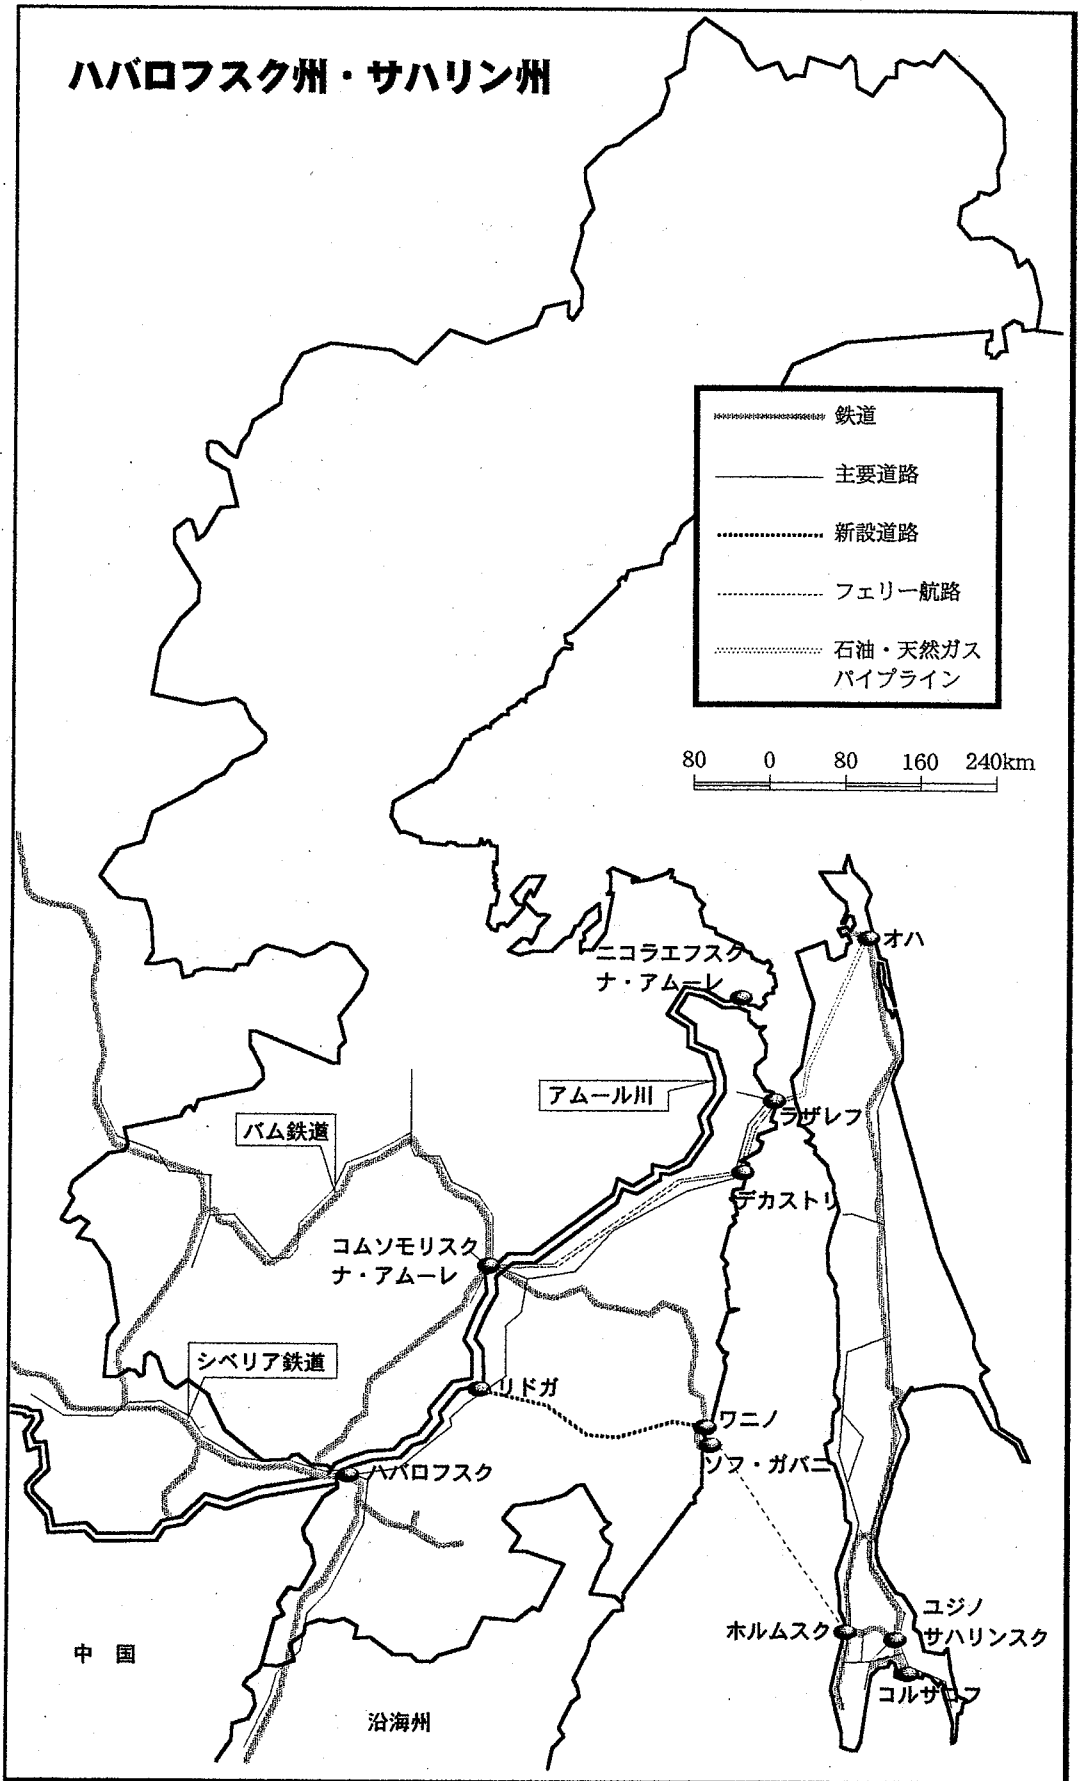 ハバロフスク州・サハリン州
鉄道
主要道路
新設道路
フェリー航路
石油・天然ガス
パイプライン
80 0 80 160 240km
オハ
ニコラエフスク
ナ・アムーレ
アムール川
ラザレフ
バム鉄道
デカストリ
コムソモリスク
ナ・アムーレ
シベリア鉄道
リドガ
ワニノ
ソフ・ガバニ
ハバロフスク
ホルムスク
ユジノ
サハリンスク
コルサコフ
中国
沿海州